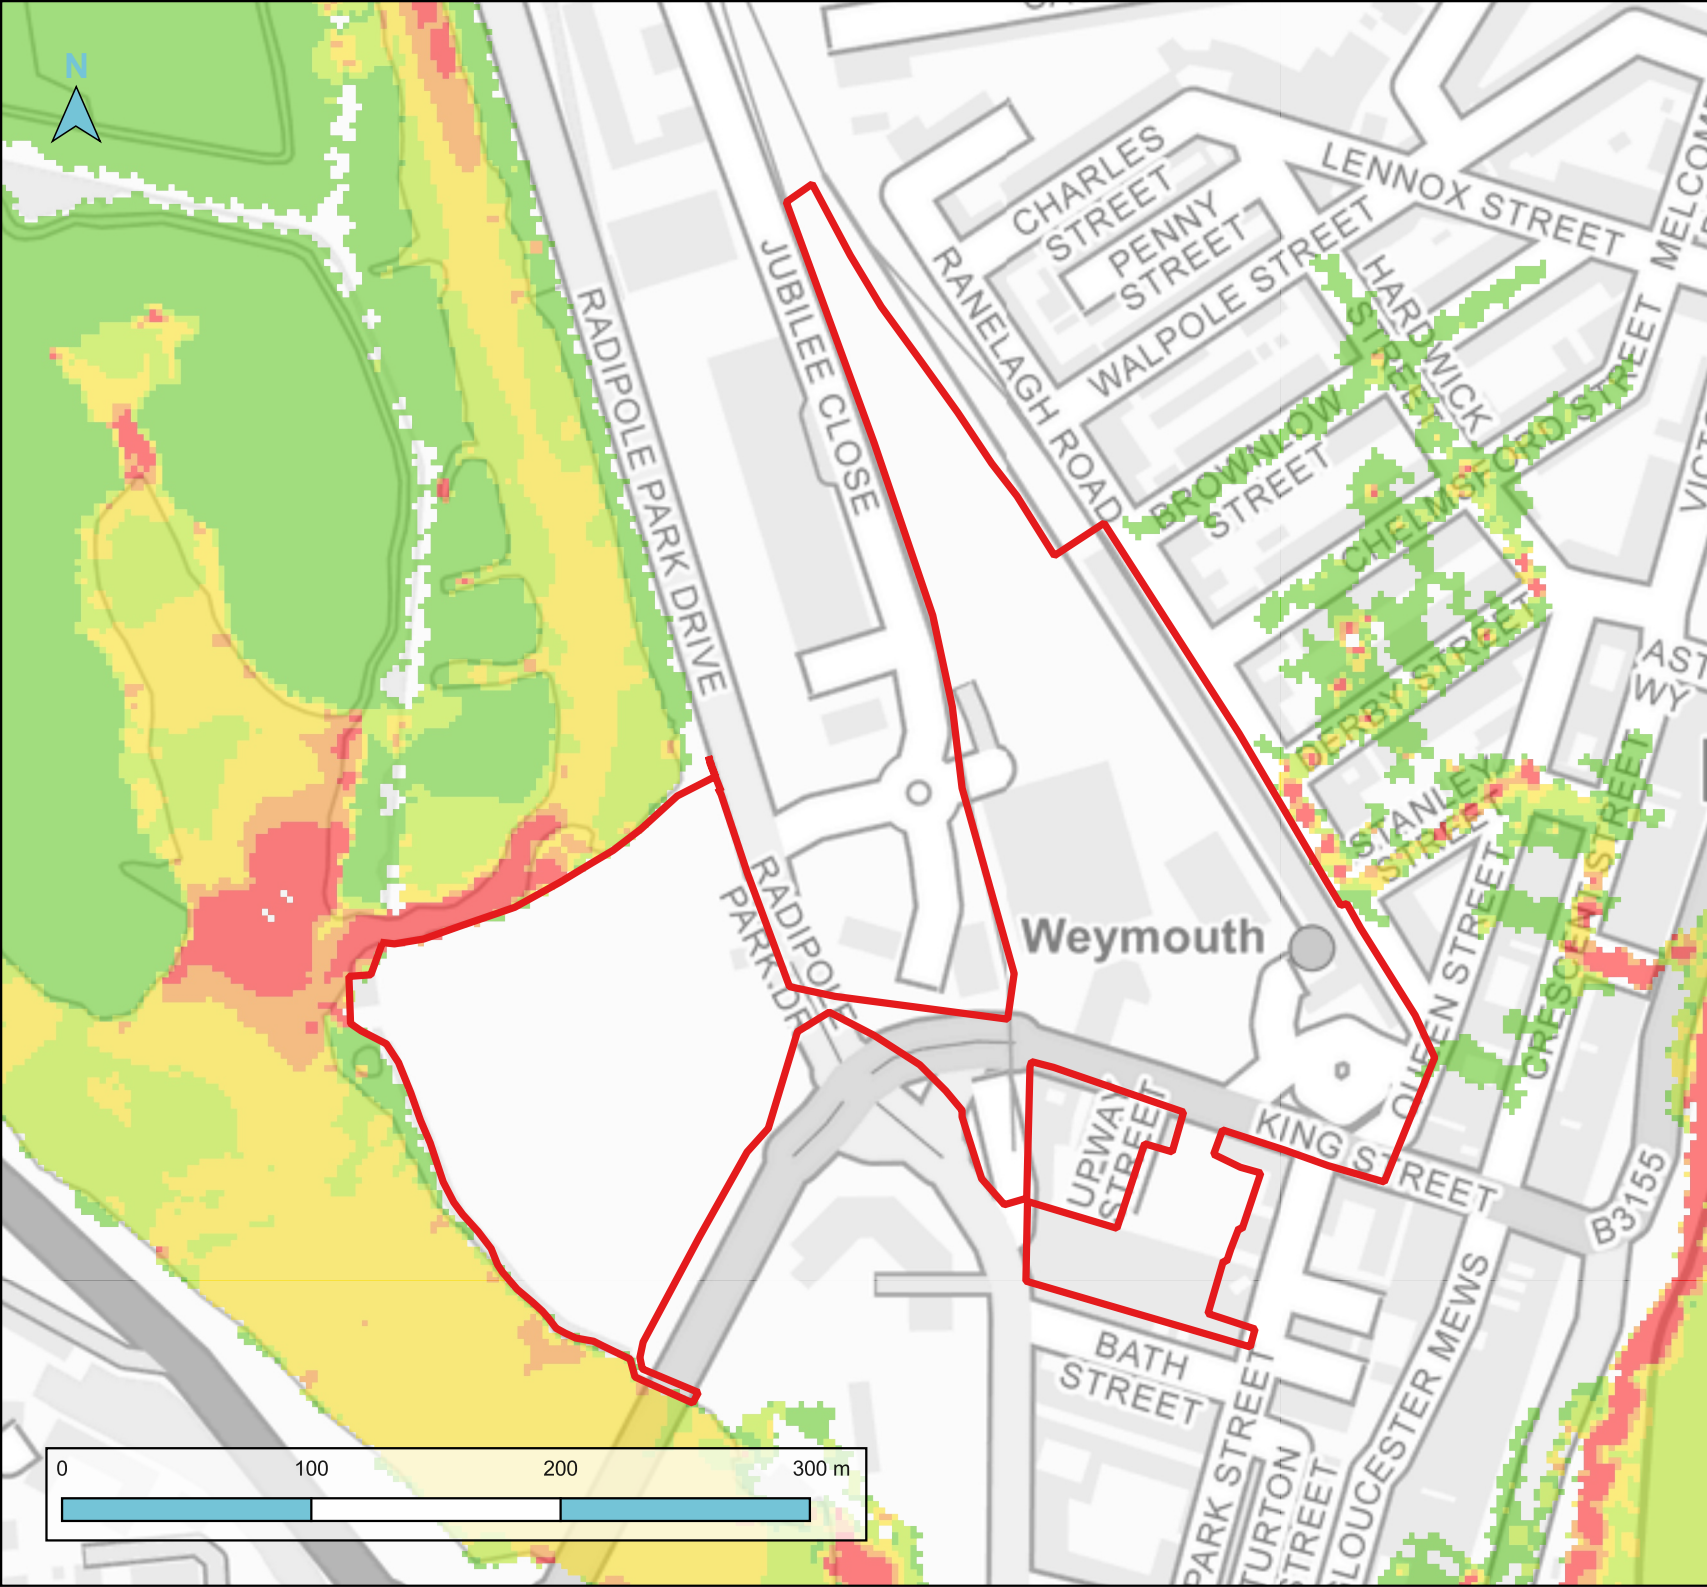 N
LENNOX STREET
CHARLES
STREET
PENNY
STREET
WALPOLE STREET
HARDWICK
STREET
RANELAGH ROAD
JUBILEE CLOSE
RADIPOLE PARK DRIVE
BROWNLOW
STREET
CHELMSFORD STREET
DERBY STREET
STANLEY
STREET
RADIPOLE
PARK DR
Weymouth
QUEEN STREET
CRESCENT STREET
UPWAY
STREET
KING STREET
B3155
BATH
STREET
PARK STREET
TURTON
STREET
GLOUCESTER MEWS
WY
0 100 200 300 m